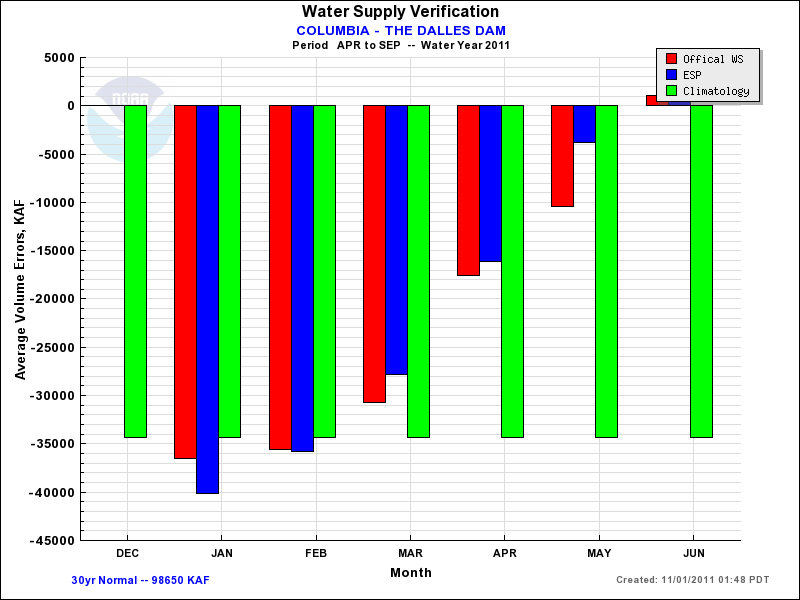 Water Supply Verification
COLUMBIA - THE DALLES DAM
Period APR to SEP -- Water Year 2011
Offical WS
ESP
Climatology
NOAA
5000
0
-5000
-10000
-15000
-20000
-25000
-30000
-35000
-40000
-45000
Average Volume Errors, KAF
DEC JAN FEB MAR APR MAY JUN
Month
30yr Normal -- 98650 KAF
Created: 11/01/2011 01:48 PDT